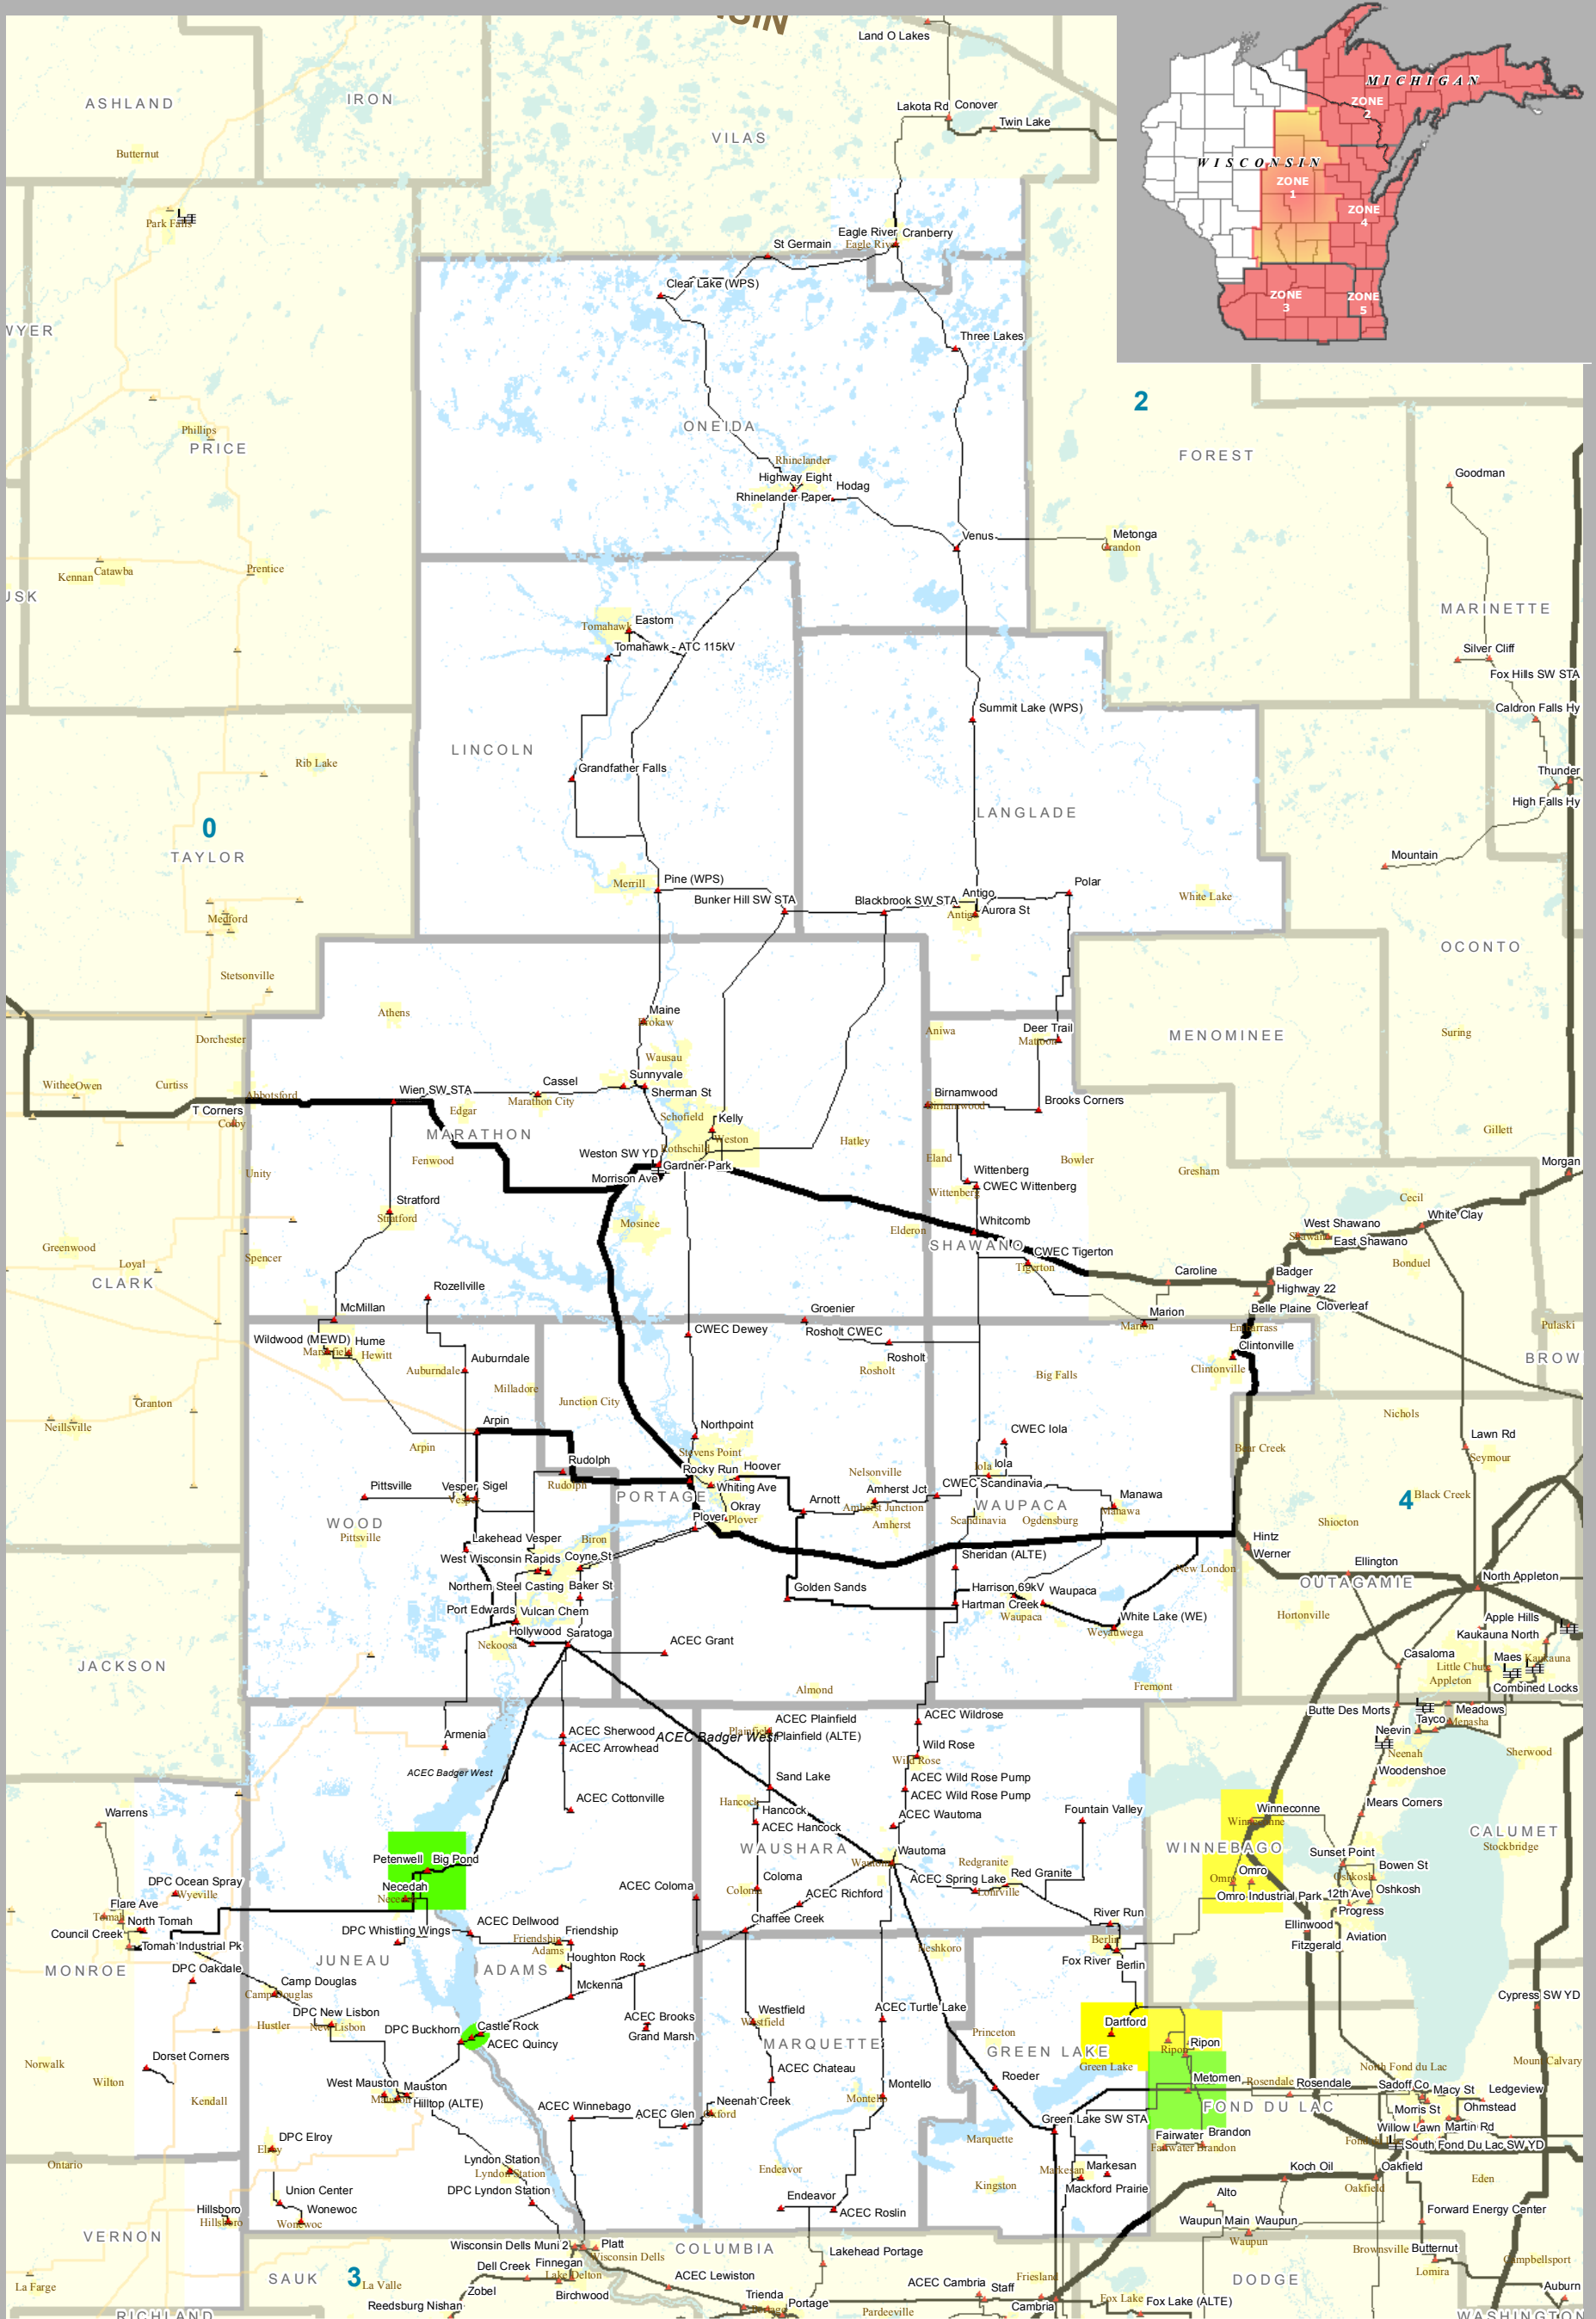 Land O Lakes
ASHLAND
IRON
VILAS
Lakota Rd
Conover
Twin Lake
Butternut
Park Falls
MICHIGAN
ZONE
2
WISCONSIN
ZONE
1
ZONE
4
ZONE
3
ZONE
5
Eagle River
Cranberry
St Germain
Clear Lake (WPS)
Three Lakes
2
ONEIDA
FOREST
Phillips
PRICE
Rhinelander
Highway Eight
Rhinelander Paper
Hodag
Goodman
Venus
Metonga
Crandon
Kennan
Catawba
Prentice
MARINETTE
Tomahawk
Eastom
Tomahawk - ATC 115kV
Silver Cliff
Fox Hills SW STA
Caldron Falls Hy
Summit Lake (WPS)
LINCOLN
Rib Lake
Grandfather Falls
Thunder
High Falls Hy
LANGLADE
0
TAYLOR
Mountain
Merrill
Pine (WPS)
Bunker Hill SW STA
Blackbrook SW STA
Antigo
Aurora St
Polar
White Lake
Medford
OCONTO
Stetsonville
Athens
Maine
Brokaw
Aniwa
Deer Trail
Mattoon
MENOMINEE
Suring
Dorchester
Wausau
Withee
Owen
Curtiss
Abbotsford
T Corners
Colby
Wien SW STA
Cassel
Marathon City
Edgar
Sunnyvale
Sherman St
Birnamwood
Brooks Corners
MARATHON
Schofield
Kelly
Weston
Rothschild
Hatley
Gillett
Fenwood
Weston SW YD
Gardner Park
Morrison Ave
Unity
Eland
Bowler
Gresham
Morgan
Wittenberg
CWEC Wittenberg
Stratford
Mosinee
Elderon
Whitcomb
Cecil
White Clay
West Shawano
East Shawano
SHAWANO
CWEC Tigerton
Tigerton
Greenwood
Loyal
Spencer
Bonduel
CLARK
Rozellville
Caroline
Badger
Highway 22
McMillan
Groenier
Marion
Belle Plaine
Cloverleaf
Embarrass
Pulaski
CWEC Dewey
Rosholt CWEC
Rosholt
Wildwood (MEWD)
Hume
Hewitt
Auburndale
Clintonville
BROW
Milladore
Big Falls
Granton
Junction City
Neillsville
Nichols
Arpin
Northpoint
Stevens Point
CWEC Iola
Iola
Bear Creek
Lawn Rd
Seymour
Rudolph
Rocky Run
Hoover
Whiting Ave
Nelsonville
Pittsville
Vesper
Sigel
PORTAGE
Okray
Plover
Arnott
Amherst Jct
Amherst Junction
Amherst
CWEC Scandinavia
WAUPACA
Scandinavia
Ogdensburg
Manawa
4
Black Creek
WOOD
Shiocton
Lakehead Vesper
Biron
West Wisconsin Rapids
Coyne St
Sheridan (ALTE)
Hintz
Werner
New London
Ellington
OUTAGAMIE
North Appleton
Northern Steel Casting
Baker St
Golden Sands
Harrison 69kV
Waupaca
Hartman Creek
Port Edwards
Vulcan Chem
White Lake (WE)
Weyauwega
Hortonville
Apple Hills
Kaukauna North
Hollywood
Saratoga
Nekoosa
ACEC Grant
JACKSON
Casaloma
Maes
Kaukauna
Little Chute
Appleton
Combined Locks
Almond
Fremont
Armenia
ACEC Sherwood
ACEC Arrowhead
ACEC Badger West
ACEC Plainfield
Plainfield
Plainfield (ALTE)
ACEC Wildrose
Butte Des Morts
Meadows
Tayco
Menasha
Neevin
Neenah
Sherwood
ACEC Badger West
Sand Lake
Wild Rose
ACEC Wild Rose Pump
ACEC Wild Rose Pump
Woodenshoe
Warrens
ACEC Cottonville
Hancock
ACEC Hancock
ACEC Wautoma
Fountain Valley
Winneconne
Mears Corners
CALUMET
Stockbridge
WAUSHARA
WINNEBAGO
Petenwell
Big Pond
Wautoma
Redgranite
Red Granite
Sunset Point
Bowen St
Oshkosh
DPC Ocean Spray
Wyeville
Necedah
ACEC Coloma
Coloma
ACEC Richford
ACEC Spring Lake
Lohrville
Omro
Omro Industrial Park
12th Ave
Oshkosh
Progress
Flare Ave
Tomah
North Tomah
Council Creek
Tomah Industrial Pk
DPC Whistling Wings
ACEC Dellwood
Friendship
Adams
Chaffee Creek
River Run
Berlin
Fox River
Berlin
Ellinwood
Fitzgerald
Aviation
Neshkoro
MONROE
DPC Oakdale
JUNEAU
ADAMS
Houghton Rock
Camp Douglas
Mckenna
Cypress SW YD
Hustler
DPC New Lisbon
New Lisbon
DPC Buckhorn
Castle Rock
ACEC Quincy
ACEC Brooks
Grand Marsh
Westfield
ACEC Turtle Lake
Princeton
Dartford
Ripon
MARQUETTE
GREEN LAKE
Green Lake
Norwalk
Wilton
Dorset Corners
ACEC Chateau
North Fond du Lac
Mount Calvary
Kendall
West Mauston
Mauston
Hilltop (ALTE)
Montello
Roeder
Metomen
Rosendale
Sadoff Co
Macy St
Ledgeview
Ohmstead
ACEC Winnebago
ACEC Glen
Neenah Creek
Oxford
Green Lake SW STA
FOND DU LAC
Morris St
Martin Rd
Willow Lawn
South Fond Du Lac SW YD
DPC Elroy
Elroy
Marquette
Fairwater
Brandon
Ontario
Lyndon Station
DPC Lyndon Station
Endeavor
Markesan
Mackford Prairie
Kingston
Koch Oil
Oakfield
Eden
Union Center
Wonewoc
Hillsboro
ACEC Roslin
Alto
Waupun Main
Waupun
Forward Energy Center
VERNON
Wisconsin Dells Muni 2
Platt
Wisconsin Dells
COLUMBIA
Lakehead Portage
Brownsville
Butternut
Lomira
Campbellsport
SAUK
3
La Valle
La Farge
Dell Creek
Finnegan
Lake Delton
Birchwood
Zobel
Reedsburg Nishan
ACEC Lewiston
Trienda
Portage
ACEC Cambria
Staff
Cambria
Friesland
Pardeeville
Fox Lake
Fox Lake (ALTE)
DODGE
Auburn
RICHLAND
WASHINGTON